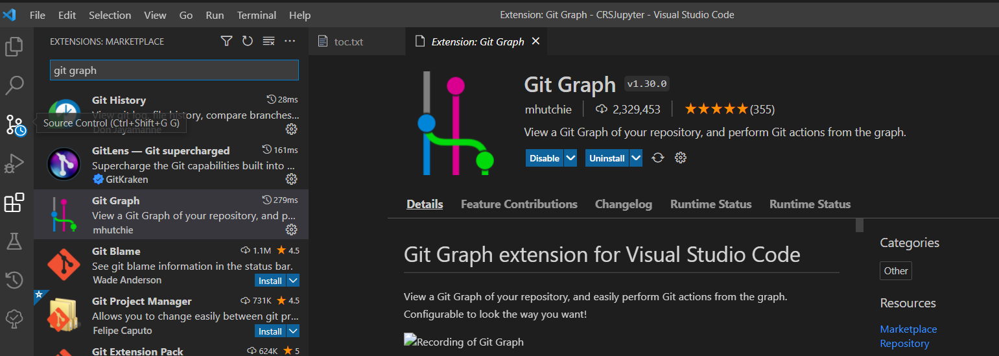 File Edit Selection View Go Run Terminal Help
Extension: Git Graph - CRSJupyter - Visual Studio Code
EXTENSIONS: MARKETPLACE
git graph
Git History 28ms
View git log, file history, compare branches...
Don Jayamanne
Source Control (Ctrl+Shift+G G)
GitLens — Git supercharged 161ms
Supercharge the Git capabilities built into ...
GitKraken
Git Graph 279ms
View a Git Graph of your repository, and p...
mhutchie
Git Blame 1.1M 4.5
See git blame information in the status bar.
Wade Anderson Install
Git Project Manager 731K 4.5
Allows you to change easily between git pr...
Felipe Caputo Install
Git Extension Pack 624K 5
toc.txt
Extension: Git Graph
Git Graph v1.30.0
mhutchie 2,329,453 (355)
View a Git Graph of your repository, and perform Git actions from the graph.
Disable Uninstall
Details Feature Contributions Changelog Runtime Status Runtime Status
Git Graph extension for Visual Studio Code
View a Git Graph of your repository, and easily perform Git actions from the graph.
Configurable to look the way you want!
Recording of Git Graph
Categories
Other
Resources
Marketplace
Repository